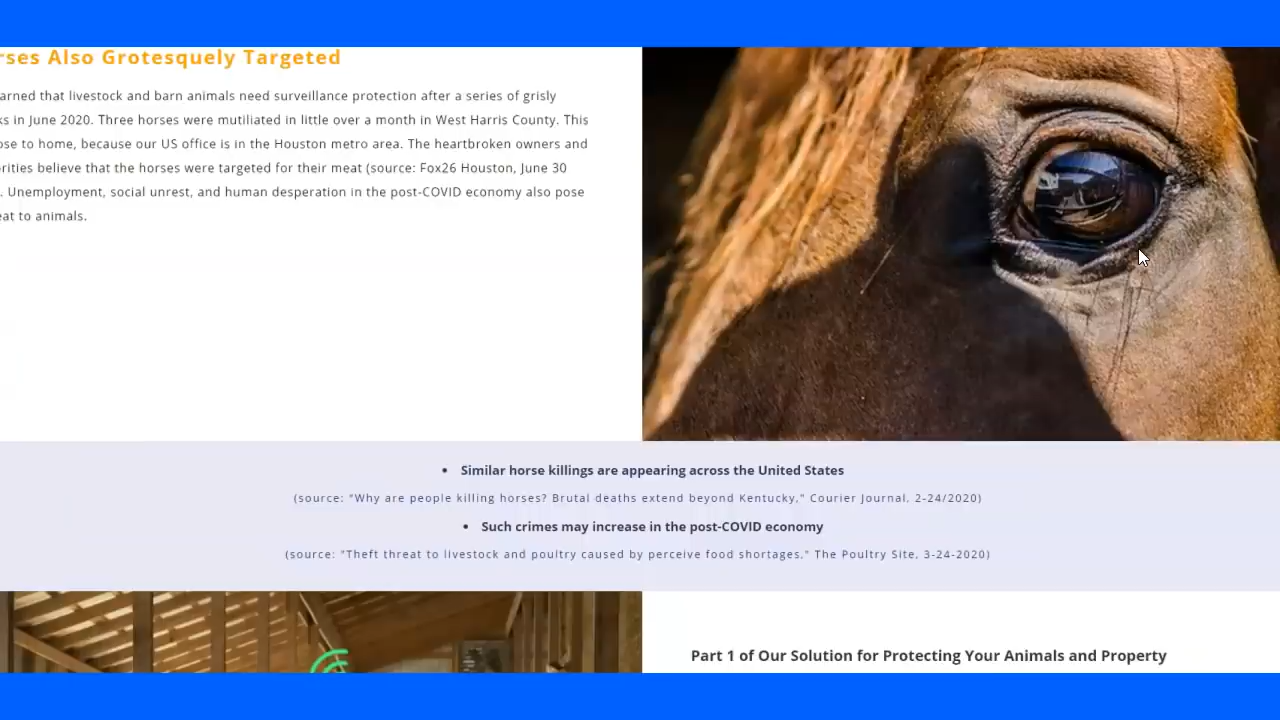 rses Also Grotesquely Targeted
arned that livestock and barn animals need surveillance protection after a series of grisly
ks in June 2020. Three horses were mutiliated in little over a month in West Harris County. This
ose to home, because our US office is in the Houston metro area. The heartbroken owners and
orities believe that the horses were targeted for their meat (source: Fox26 Houston, June 30
. Unemployment, social unrest, and human desperation in the post-COVID economy also pose
eat to animals.
• Similar horse killings are appearing across the United States
(source: "Why are people killing horses? Brutal deaths extend beyond Kentucky," Courier Journal, 2-24/2020)
• Such crimes may increase in the post-COVID economy
(source: "Theft threat to livestock and poultry caused by perceive food shortages," The Poultry Site, 3-24-2020)
Part 1 of Our Solution for Protecting Your Animals and Property